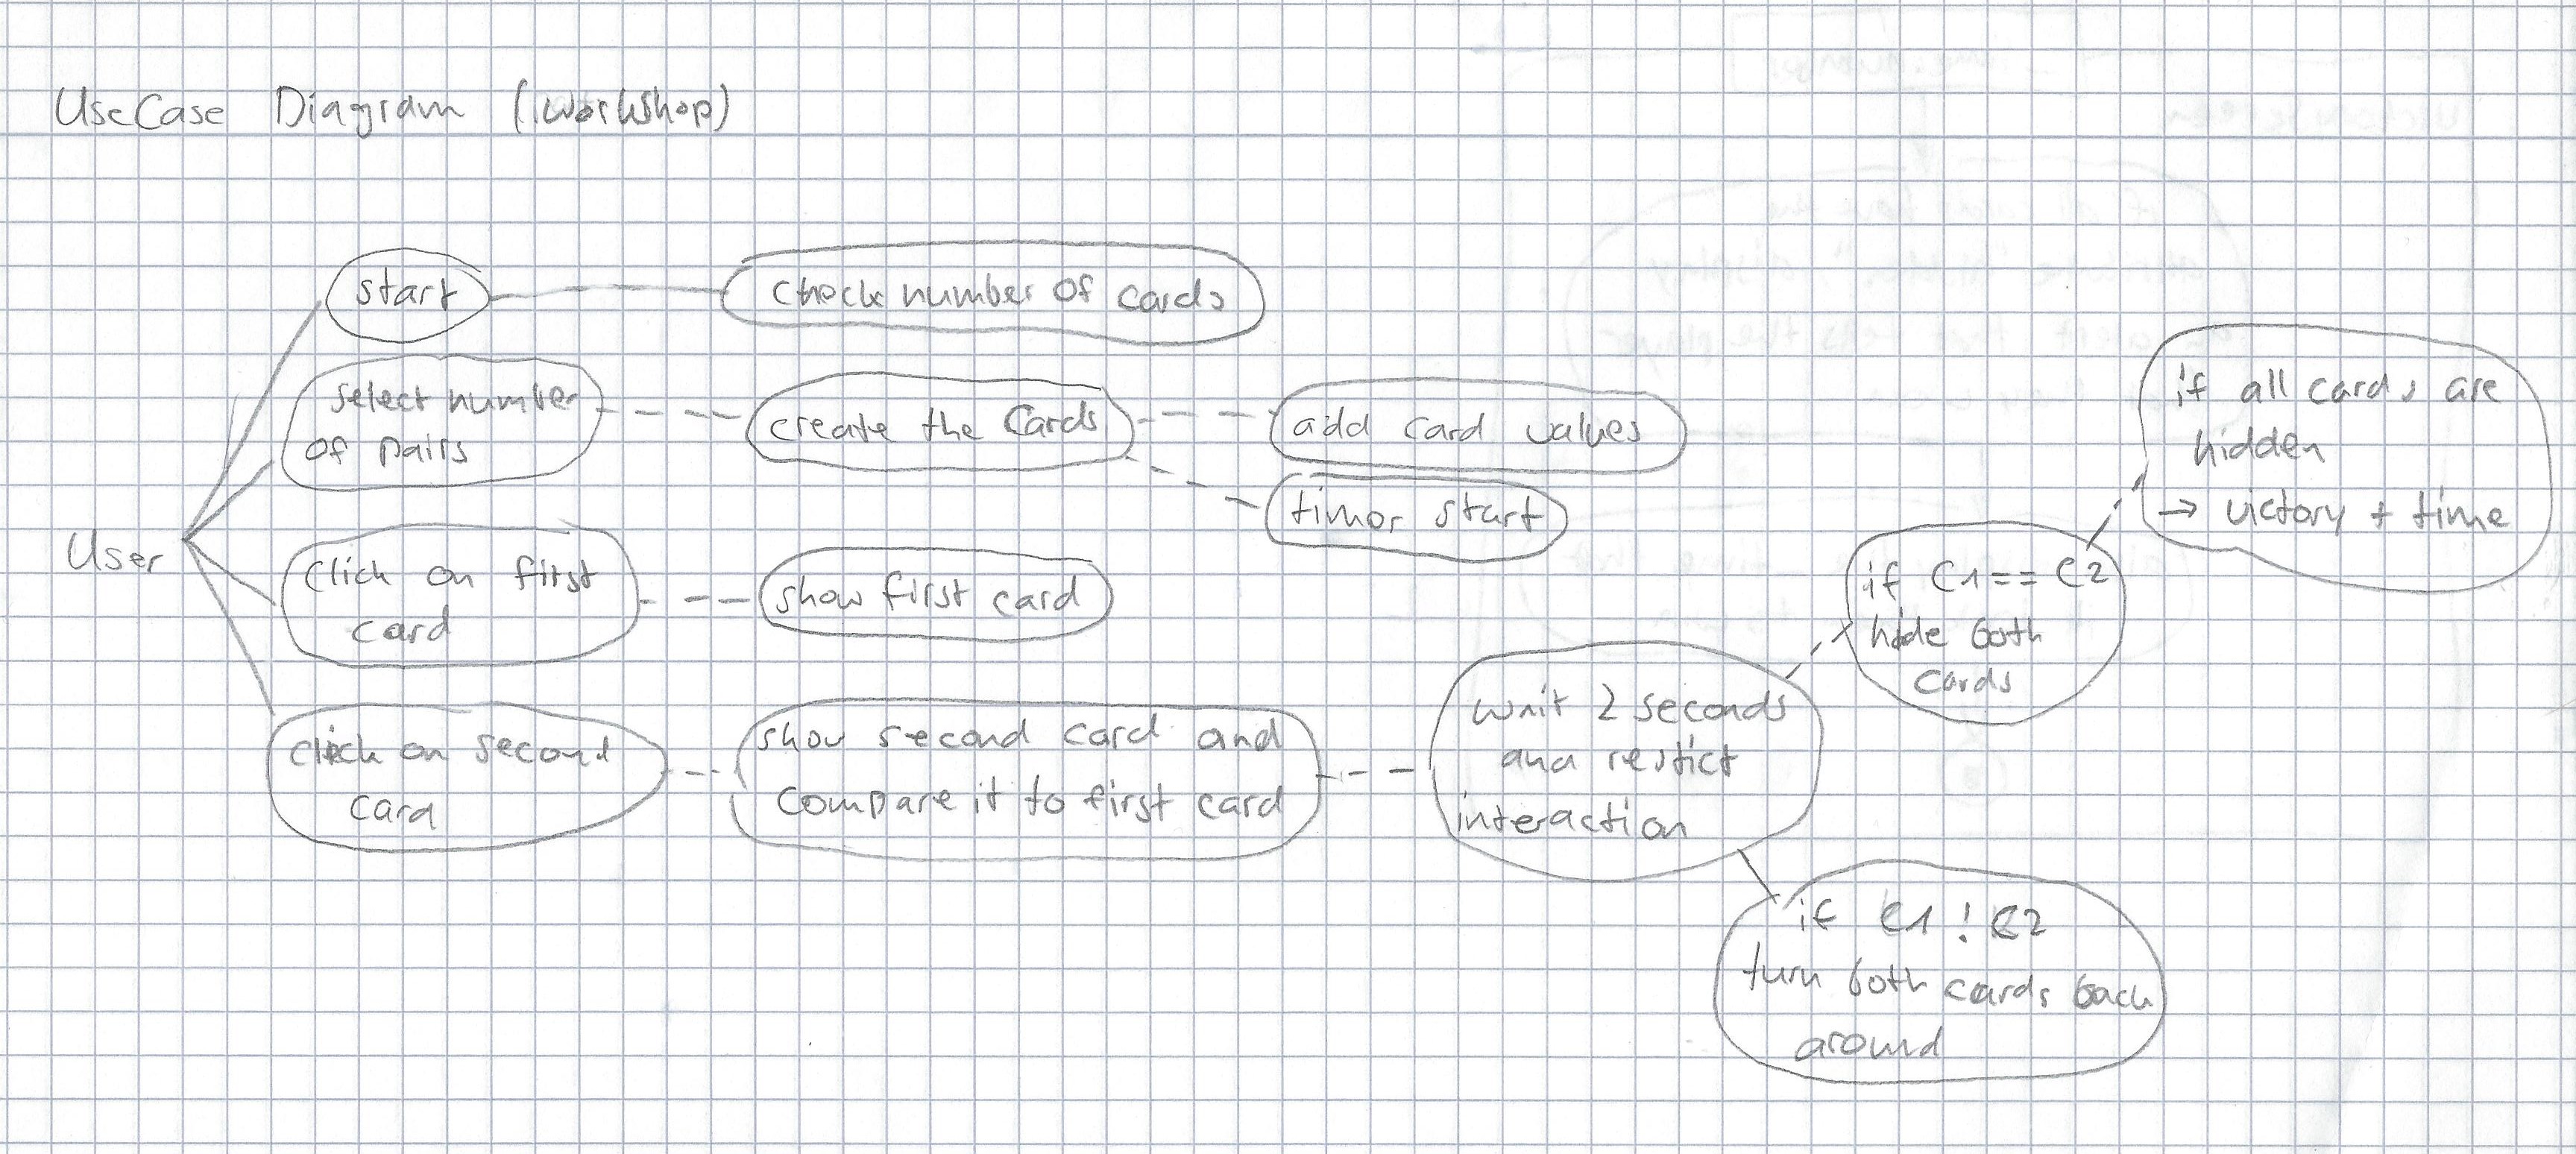 UseCase Diagram (workshop)
start
check number of cards
select number
of pairs
create the Cards
add card values
timer start
if all cards are
hidden
→ victory + time
User
click on first
card
show first card
if C1 == C2
hide both
cards
click on second
card
show second card and
compare it to first card
wait 2 seconds
and restict
interaction
if C1 ! C2
turn both cards back
around